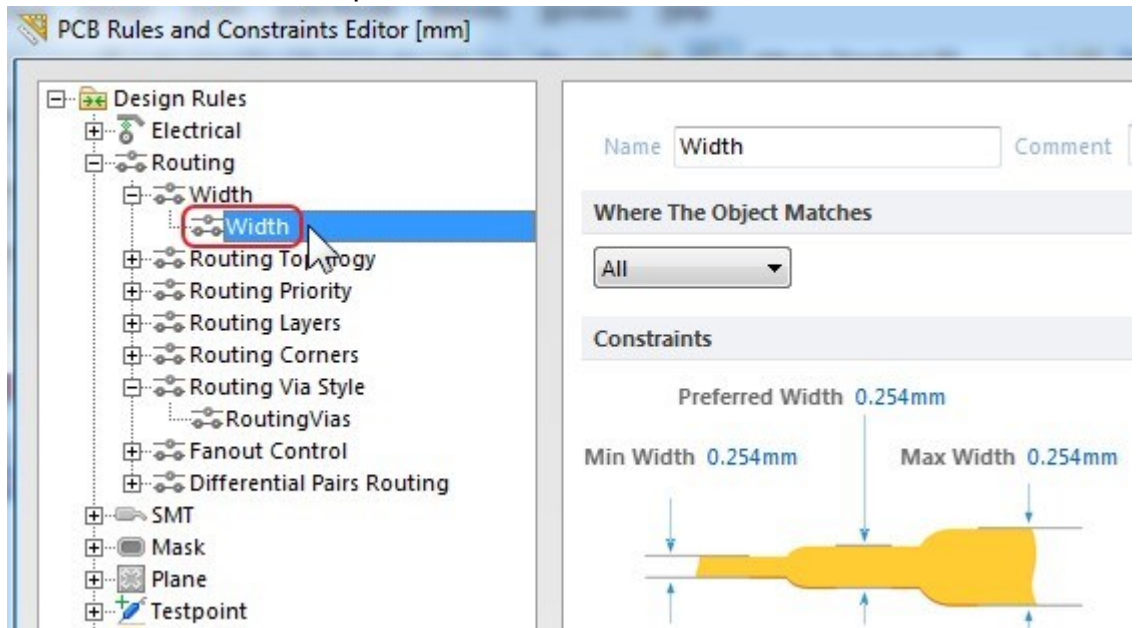 PCB Rules and Constraints Editor [mm]
Design Rules
Electrical
Routing
Width
Width
Routing Topology
Routing Priority
Routing Layers
Routing Corners
Routing Via Style
RoutingVias
Fanout Control
Differential Pairs Routing
SMT
Mask
Plane
Testpoint
Name Width Comment
Where The Object Matches
All
Constraints
Preferred Width 0.254mm
Min Width 0.254mm Max Width 0.254mm